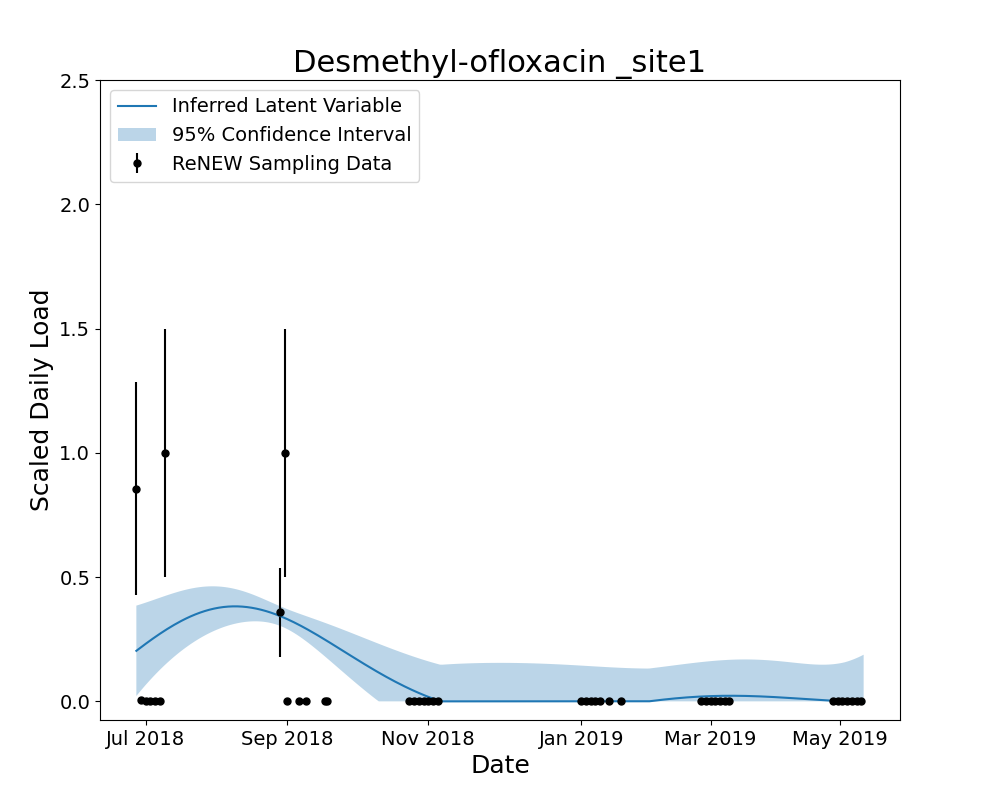 Desmethyl-ofloxacin _site1
Inferred Latent Variable
95% Confidence Interval
ReNEW Sampling Data
Scaled Daily Load
2.5
2.0
1.5
1.0
0.5
0.0
Jul 2018 Sep 2018 Nov 2018 Jan 2019 Mar 2019 May 2019
Date